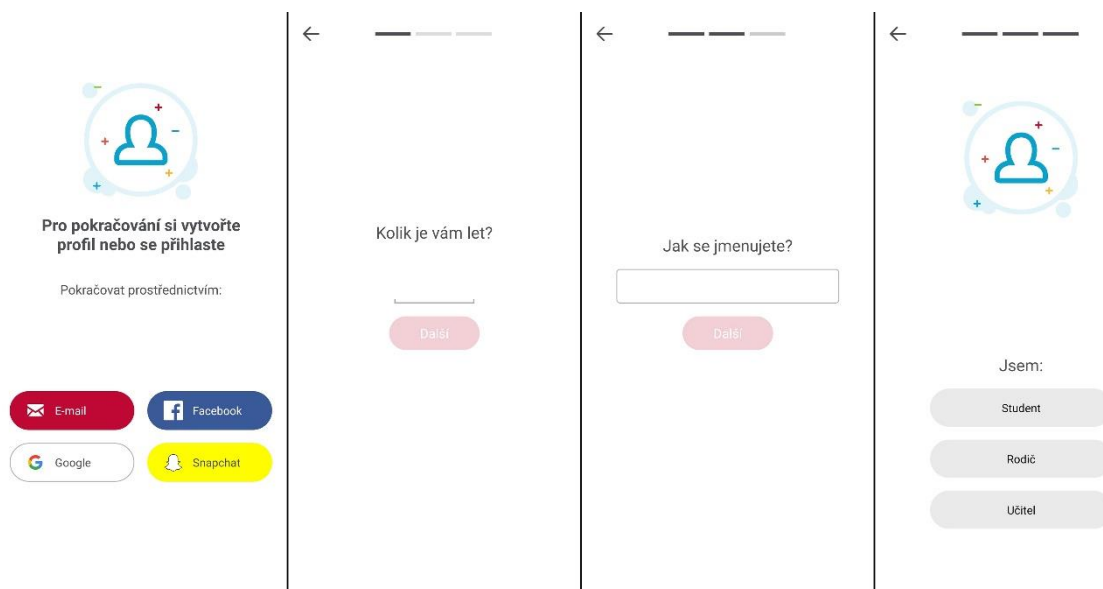 Pro pokračování si vytvořte
profil nebo se přihlaste
Pokračovat prostřednictvím:
E-mail
Facebook
Google
Snapchat
Kolik je vám let?
Další
Jak se jmenujete?
Další
Jsem:
Student
Rodič
Učitel